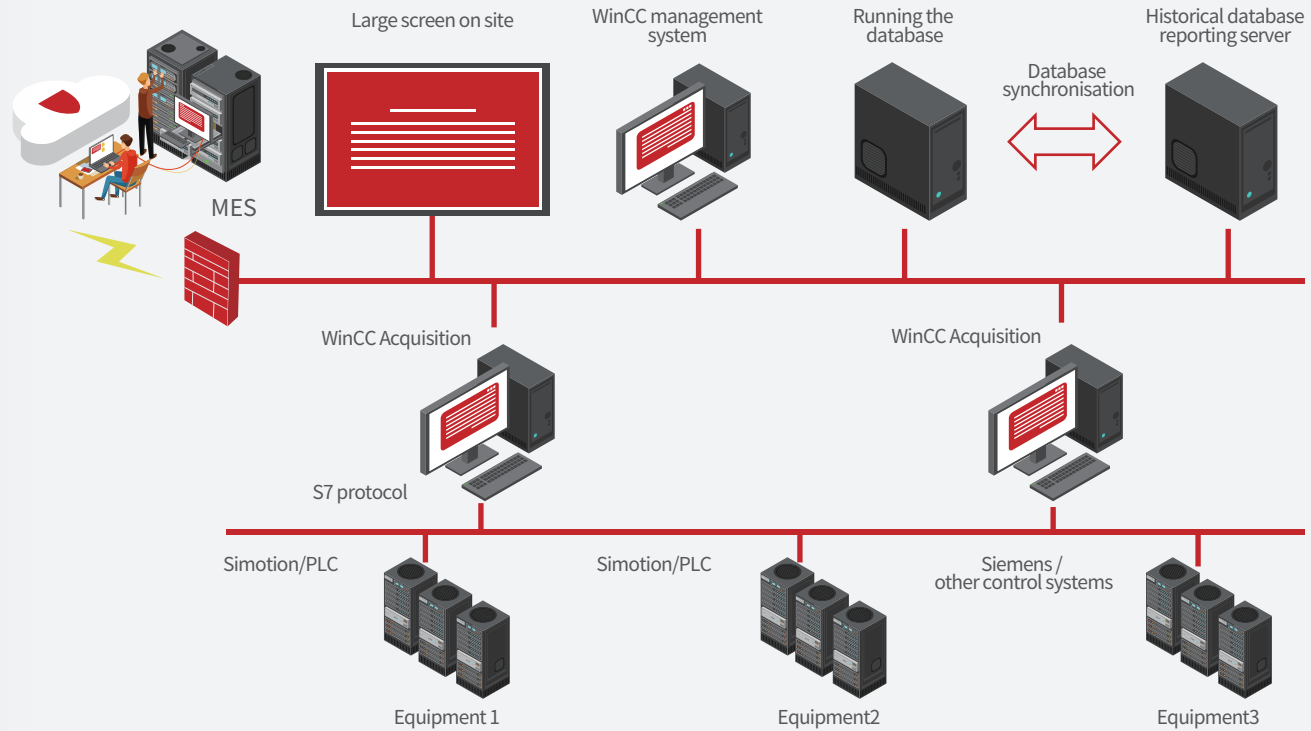 Large screen on site
WinCC management
system
Running the
database
Historical database
reporting server
Database
synchronisation
MES
WinCC Acquisition
WinCC Acquisition
S7 protocol
Simotion/PLC
Simotion/PLC
Siemens /
other control systems
Equipment 1
Equipment2
Equipment3